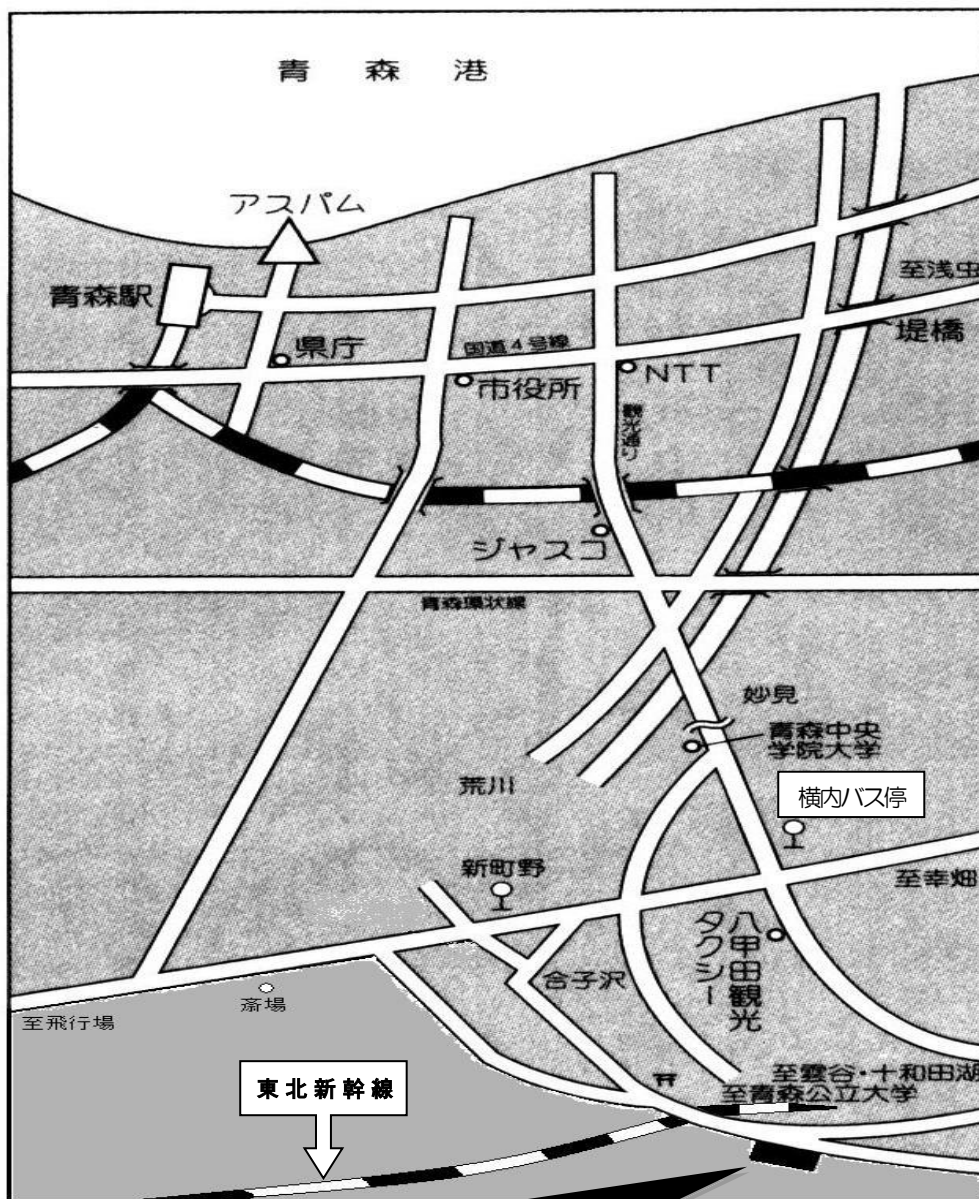 青森港
アスパム
青森駅
至浅虫
堤橋
県庁
国道4号線
市役所
NTT
観光通り
ジャスコ
青森環状線
妙見
青森中央
学院大学
荒川
横内バス停
新町野
至幸畑
八甲田観光
タクシー
合子沢
斎場
至飛行場
至雲谷・十和田湖
至青森公立大学
東北新幹線